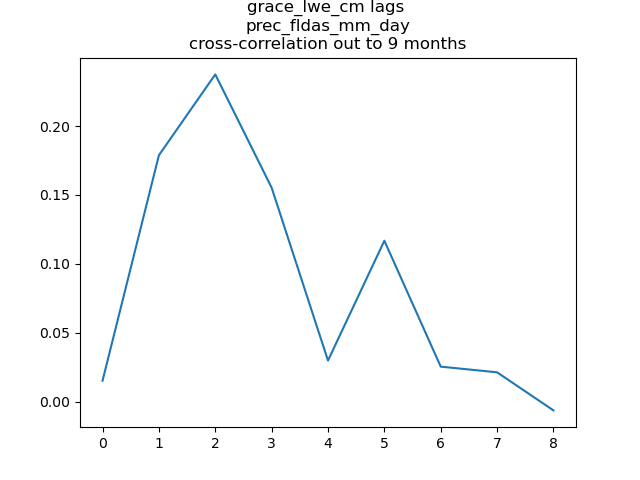 grace_lwe_cm lags
prec_fldas_mm_day
cross-correlation out to 9 months
0.20
0.15
0.10
0.05
0.00
0 1 2 3 4 5 6 7 8